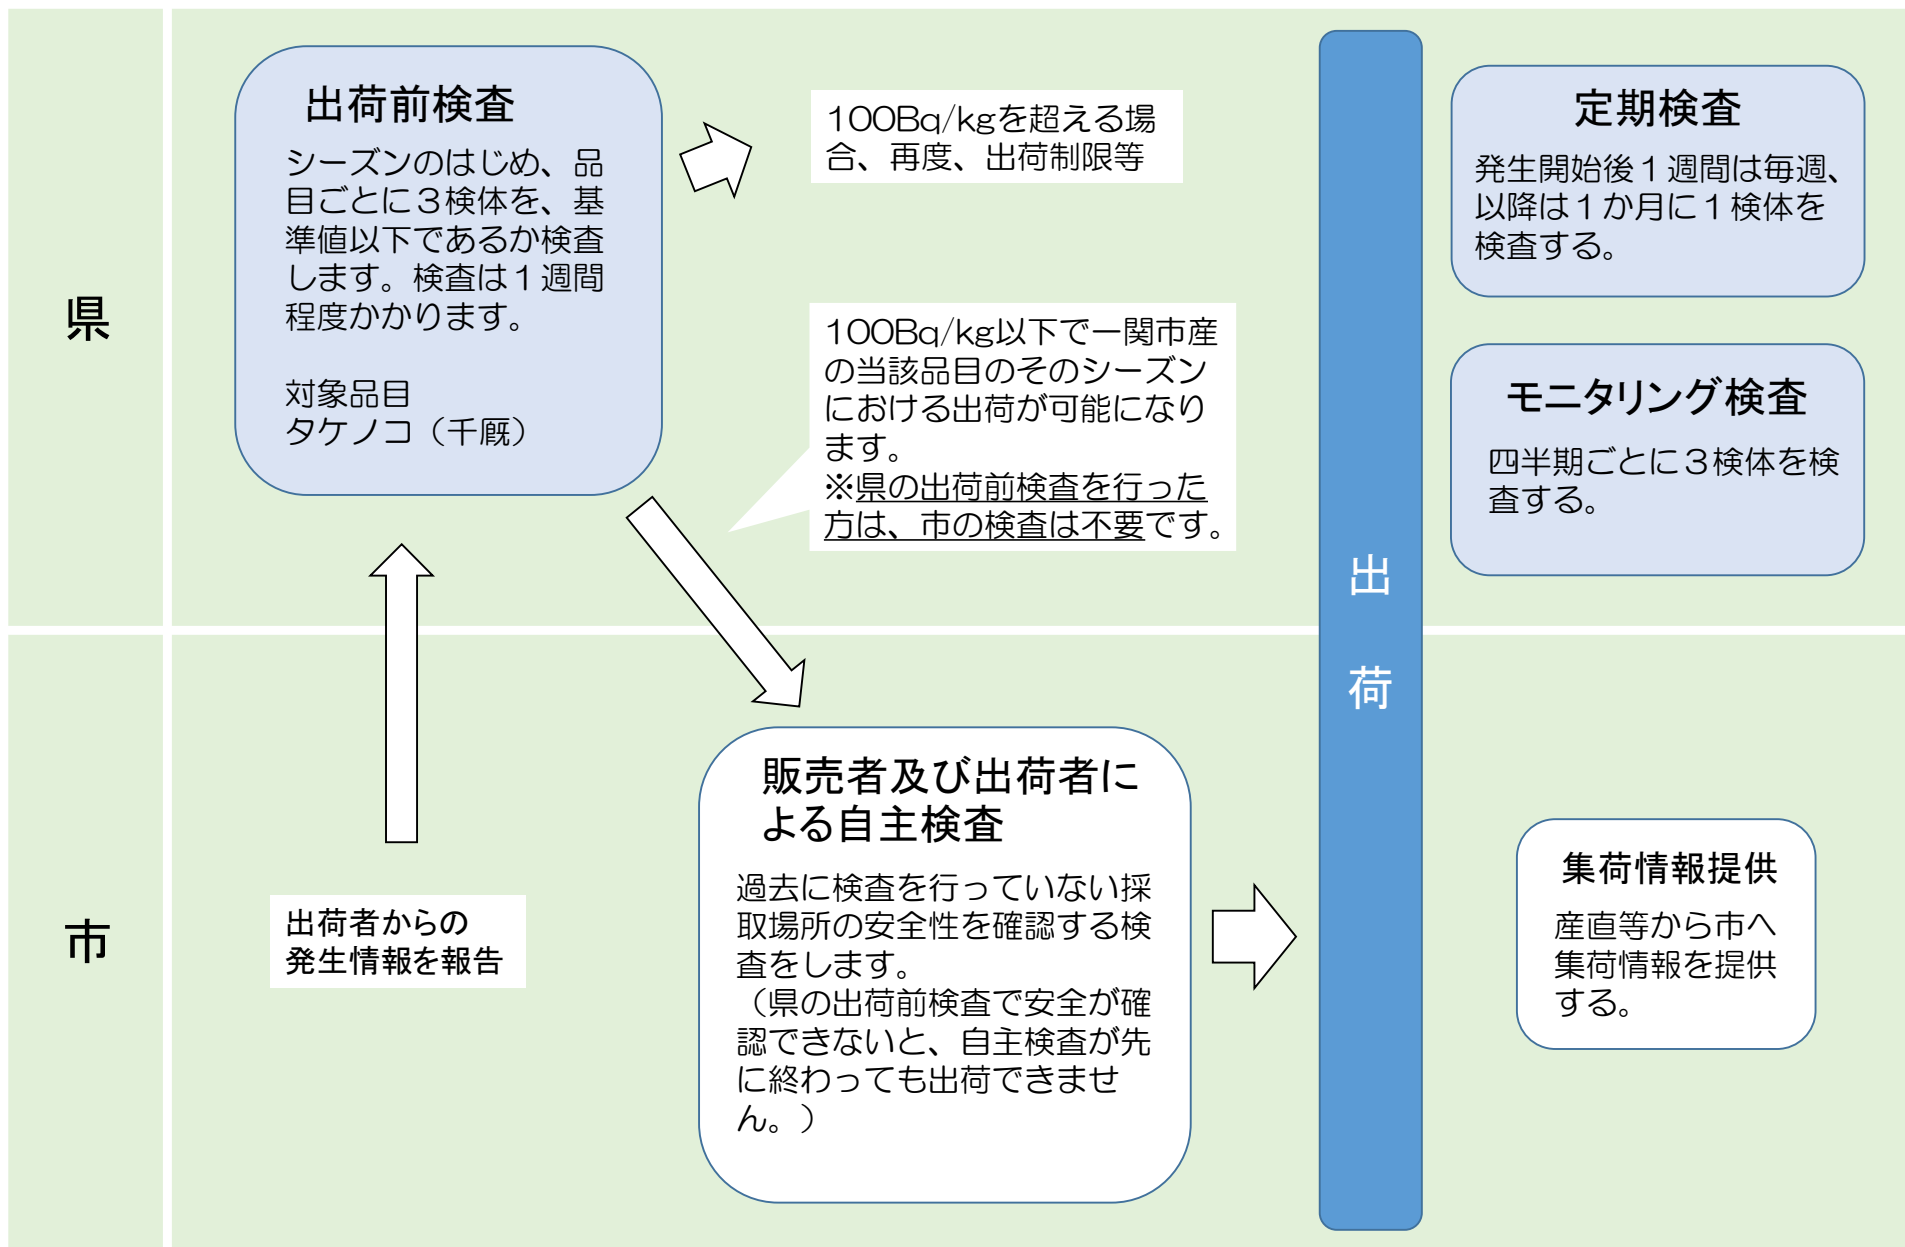 県
出荷前検査
シーズンのはじめ、品
目ごとに３検体を、基
準値以下であるか検査
します。検査は１週間
程度かかります。
対象品目
タケノコ（千厩）
100Bq/kgを超える場
合、再度、出荷制限等
100Bq/kg以下で一関市産
の当該品目のそのシーズン
における出荷が可能になり
ます。
※県の出荷前検査を行った
方は、市の検査は不要です。
出
荷
定期検査
発生開始後１週間は毎週、
以降は１か月に１検体を
検査する。
モニタリング検査
四半期ごとに３検体を検
査する。
市
出荷者からの
発生情報を報告
販売者及び出荷者に
よる自主検査
過去に検査を行っていない採
取場所の安全性を確認する検
査をします。
（県の出荷前検査で安全が確
認できないと、自主検査が先
に終わっても出荷できませ
ん。）
集荷情報提供
産直等から市へ
集荷情報を提供
する。